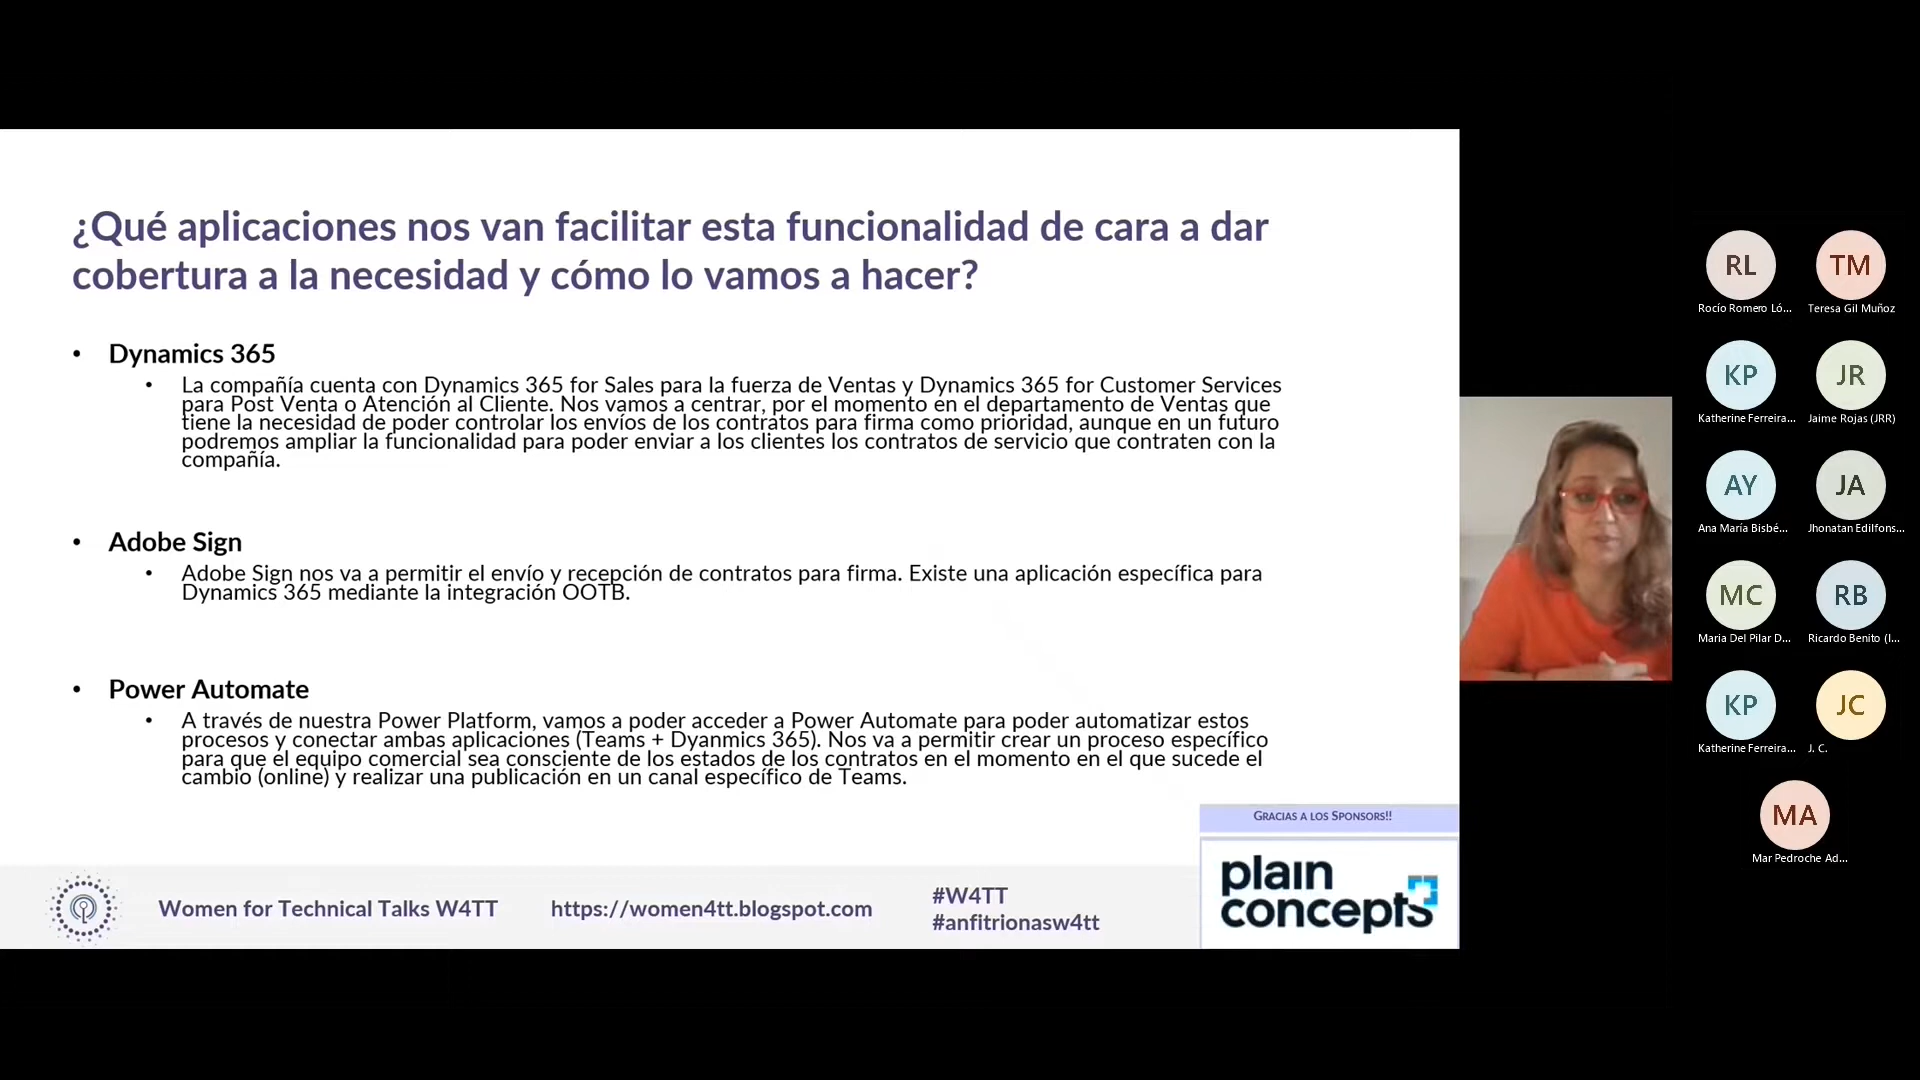 ¿Qué aplicaciones nos van facilitar esta funcionalidad de cara a dar
cobertura a la necesidad y cómo lo vamos a hacer?
• Dynamics 365
• La compañía cuenta con Dynamics 365 for Sales para la fuerza de Ventas y Dynamics 365 for Customer Services
para Post Venta o Atención al Cliente. Nos vamos a centrar, por el momento en el departamento de Ventas que
tiene la necesidad de poder controlar los envíos de los contratos para firma como prioridad, aunque en un futuro
podremos ampliar la funcionalidad para poder enviar a los clientes los contratos de servicio que contraten con la
compañía.
• Adobe Sign
• Adobe Sign nos va a permitir el envío y recepción de contratos para firma. Existe una aplicación específica para
Dynamics 365 mediante la integración OOTB.
• Power Automate
• A través de nuestra Power Platform, vamos a poder acceder a Power Automate para poder automatizar estos
procesos y conectar ambas aplicaciones (Teams + Dyanmics 365). Nos va a permitir crear un proceso específico
para que el equipo comercial sea consciente de los estados de los contratos en el momento en el que sucede el
cambio (online) y realizar una publicación en un canal específico de Teams.
GRACIAS A LOS SPONSORS!!
plain
concepts
Women for Technical Talks W4TT
https://women4tt.blogspot.com
#W4TT
#anfitrionasw4tt
RL
Rocío Romero Ló...
TM
Teresa Gil Muñoz
KP
Katherine Ferreira...
JR
Jaime Rojas (JRR)
AY
Ana María Bisbé...
JA
Jhonatan Edilfons...
MC
Maria Del Pilar D...
RB
Ricardo Benito (I...
KP
Katherine Ferreira...
JC
J. C.
MA
Mar Pedroche Ad...